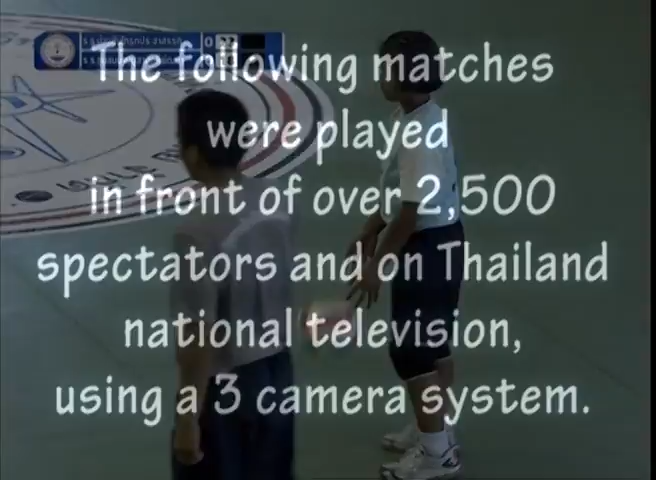 The following matches
were played
in front of over 2,500
spectators and on Thailand
national television,
using a 3 camera system.